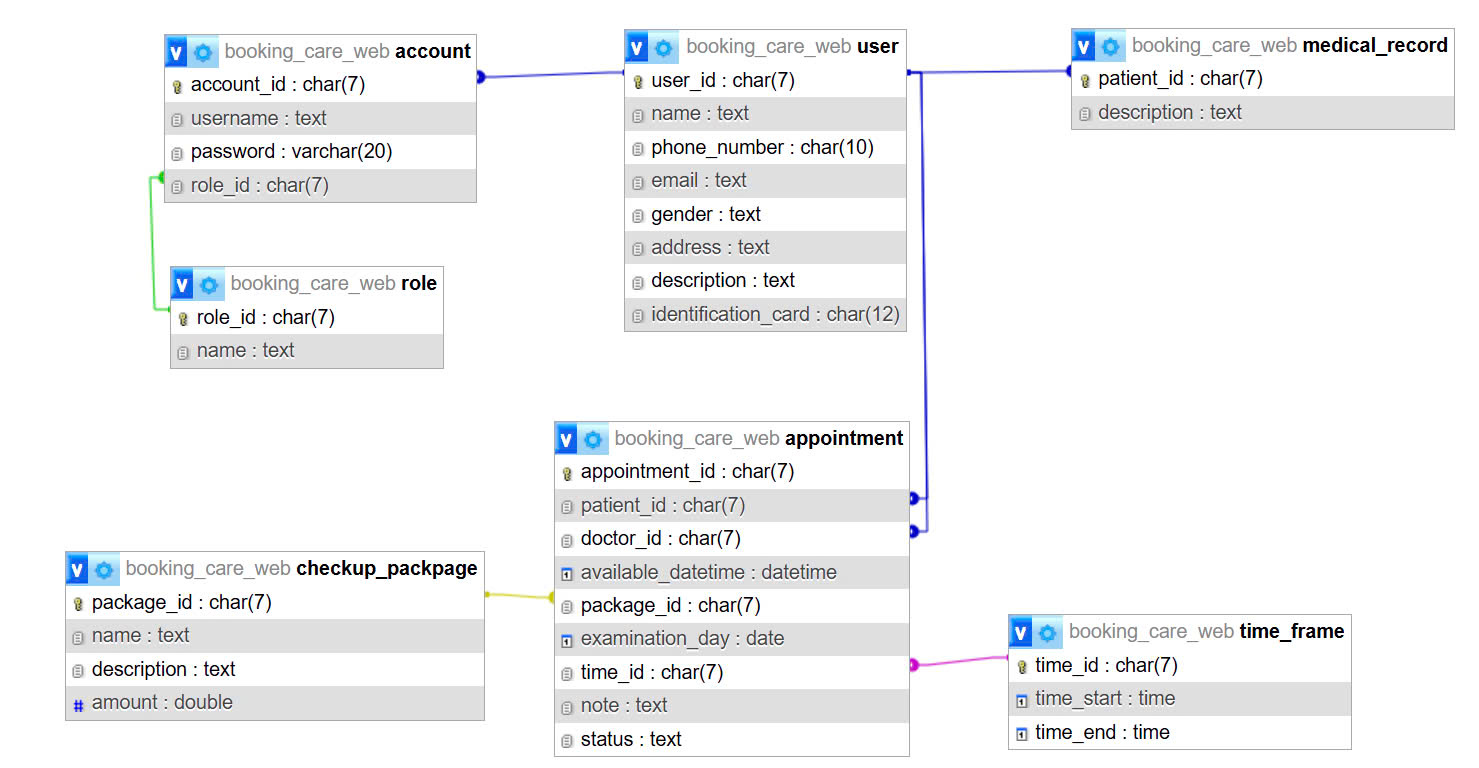 booking_care_web account
account_id : char(7)
username : text
password : varchar(20)
role_id : char(7)
booking_care_web user
user_id : char(7)
name : text
phone_number : char(10)
email : text
gender : text
address : text
description : text
identification_card : char(12)
booking_care_web medical_record
patient_id : char(7)
description : text
booking_care_web role
role_id : char(7)
name : text
booking_care_web appointment
appointment_id : char(7)
patient_id : char(7)
doctor_id : char(7)
available_datetime : datetime
package_id : char(7)
examination_day : date
time_id : char(7)
note : text
status : text
booking_care_web checkup_packpage
package_id : char(7)
name : text
description : text
amount : double
booking_care_web time_frame
time_id : char(7)
time_start : time
time_end : time